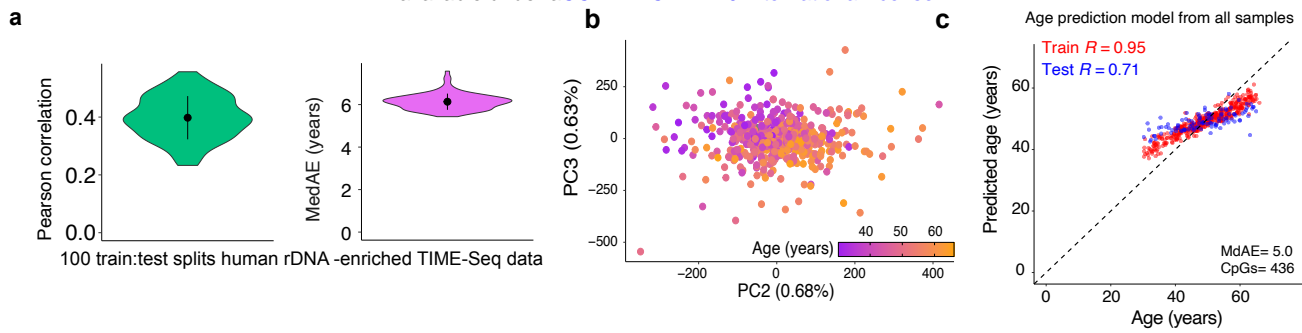 a
Pearson correlation
0.4
0.2
0.0
MedAE (years)
6
4
2
0
100 train:test splits human rDNA -enriched TIME-Seq data
b
PC3 (0.63%)
250
0
−250
−500
Age (years)
40
50
60
−200
0
200
400
PC2 (0.68%)
c
Age prediction model from all samples
Train R = 0.95
Test R = 0.71
Predicted age (years)
60
40
20
0
MdAE= 5.0
CpGs= 436
0
20
40
60
Age (years)